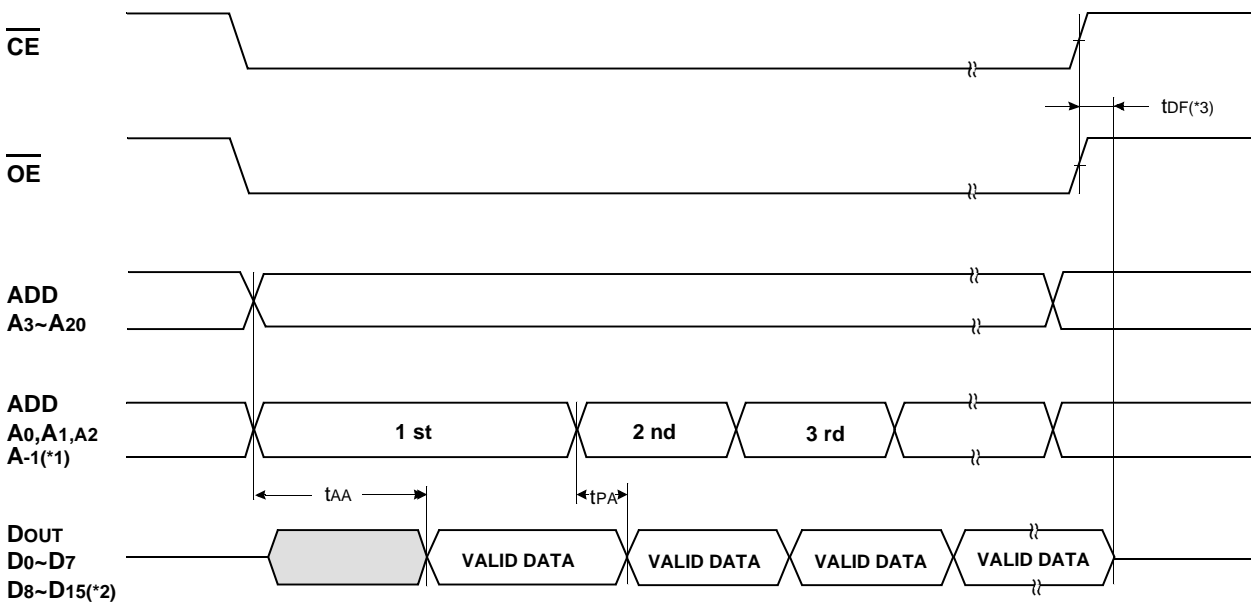 CE
tDF(*3)
OE
ADD
A3~A20
ADD
A0,A1,A2
A-1(*1)
1 st
2 nd
3 rd
tAA
tPA
DOUT
D0~D7
D8~D15(*2)
VALID DATA
VALID DATA
VALID DATA
VALID DATA